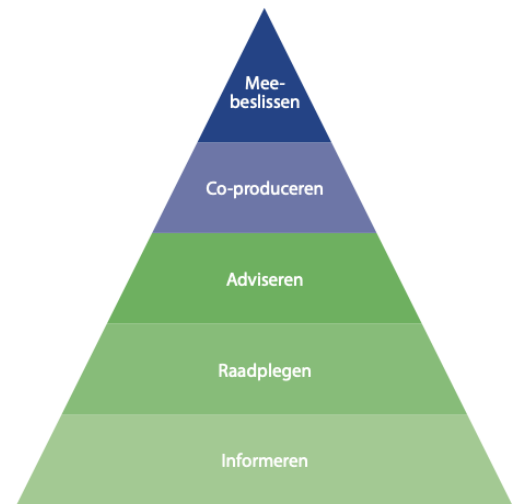 Mee-
beslissen
Co-produceren
Adviseren
Raadplegen
Informeren